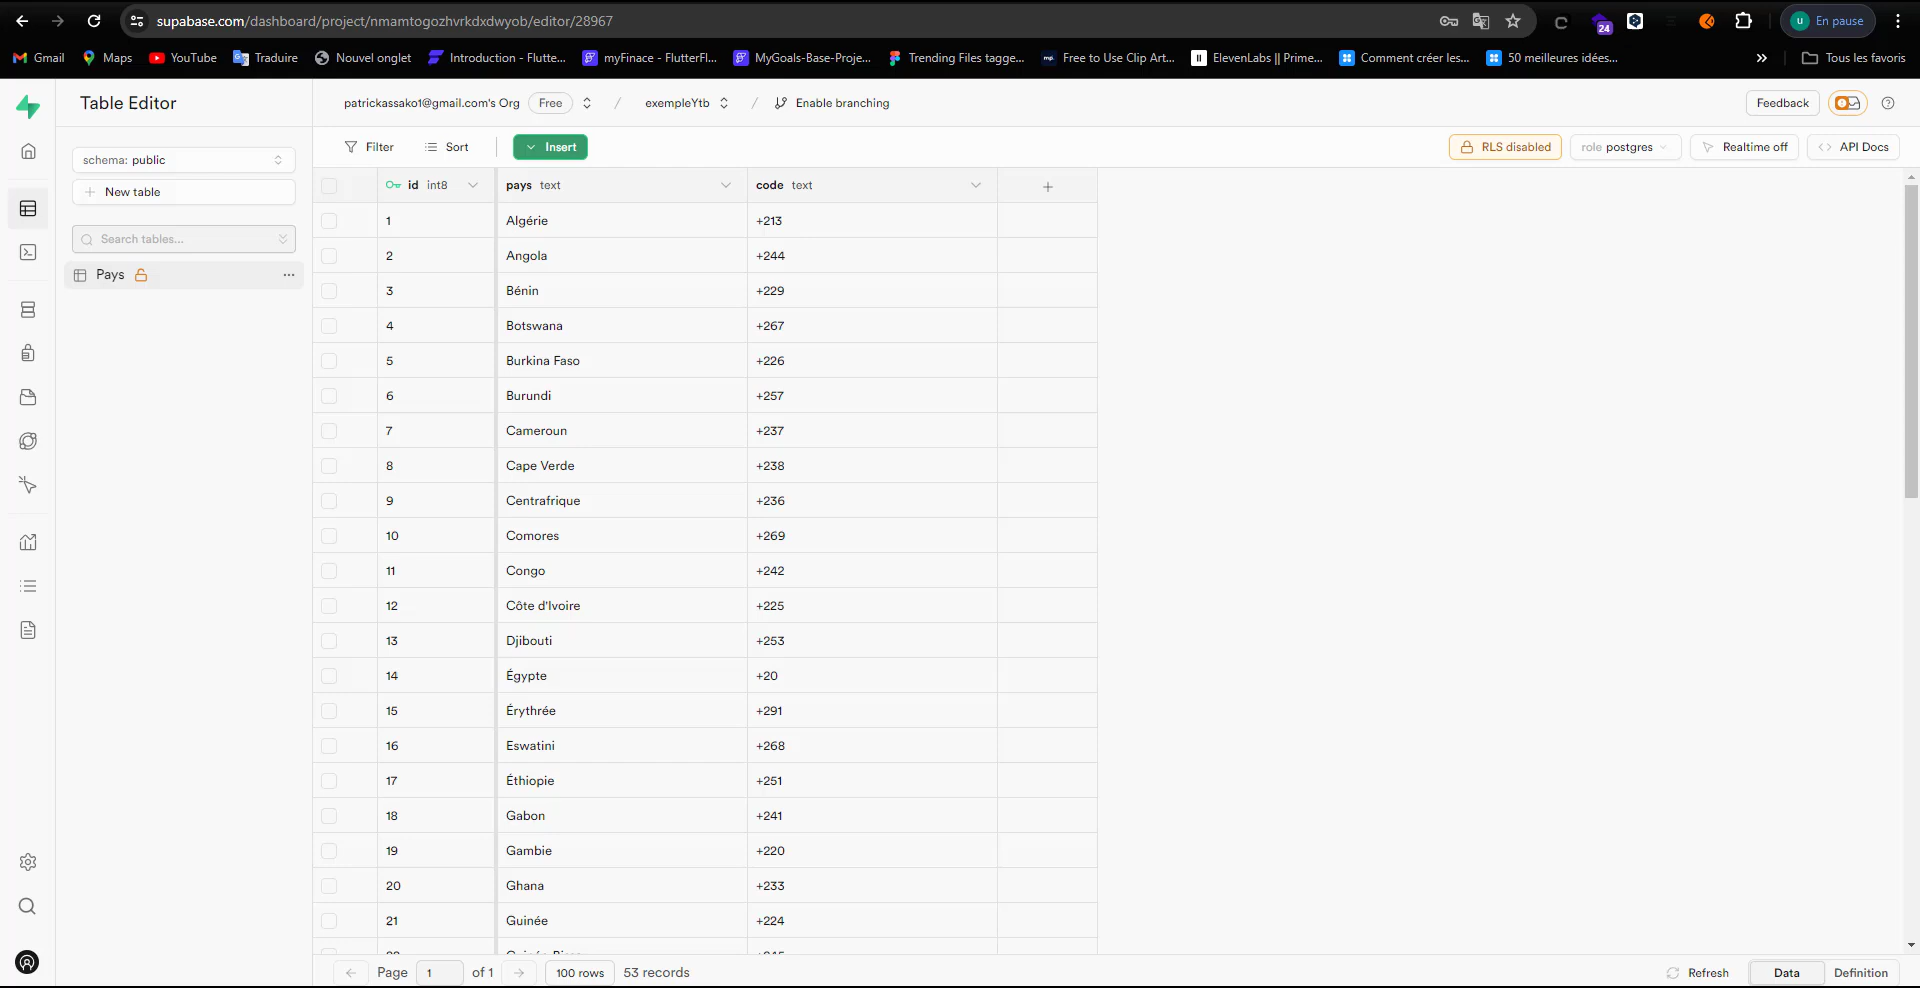 supabase.com/dashboard/project/nmamtogozhvrkdxdwyob/editor/28967
24
u En pause
Gmail Maps YouTube Traduire Nouvel onglet Introduction - Flutte... myFinace - FlutterFl... MyGoals-Base-Proje... Trending Files tagge... Free to Use Clip Art... ElevenLabs || Prime... Comment créer les... 50 meilleures idées... » Tous les favoris
Table Editor
patrickassako1@gmail.com's Org Free / exempleYtb / Enable branching
Feedback
schema: public
New table
Search tables...
Pays
Filter Sort Insert
RLS disabled role postgres Realtime off API Docs
id int8 pays text code text
1 Algérie +213
2 Angola +244
3 Bénin +229
4 Botswana +267
5 Burkina Faso +226
6 Burundi +257
7 Cameroun +237
8 Cape Verde +238
9 Centrafrique +236
10 Comores +269
11 Congo +242
12 Côte d'Ivoire +225
13 Djibouti +253
14 Égypte +20
15 Érythrée +291
16 Eswatini +268
17 Éthiopie +251
18 Gabon +241
19 Gambie +220
20 Ghana +233
21 Guinée +224
Page 1 of 1 100 rows 53 records
Refresh Data Definition